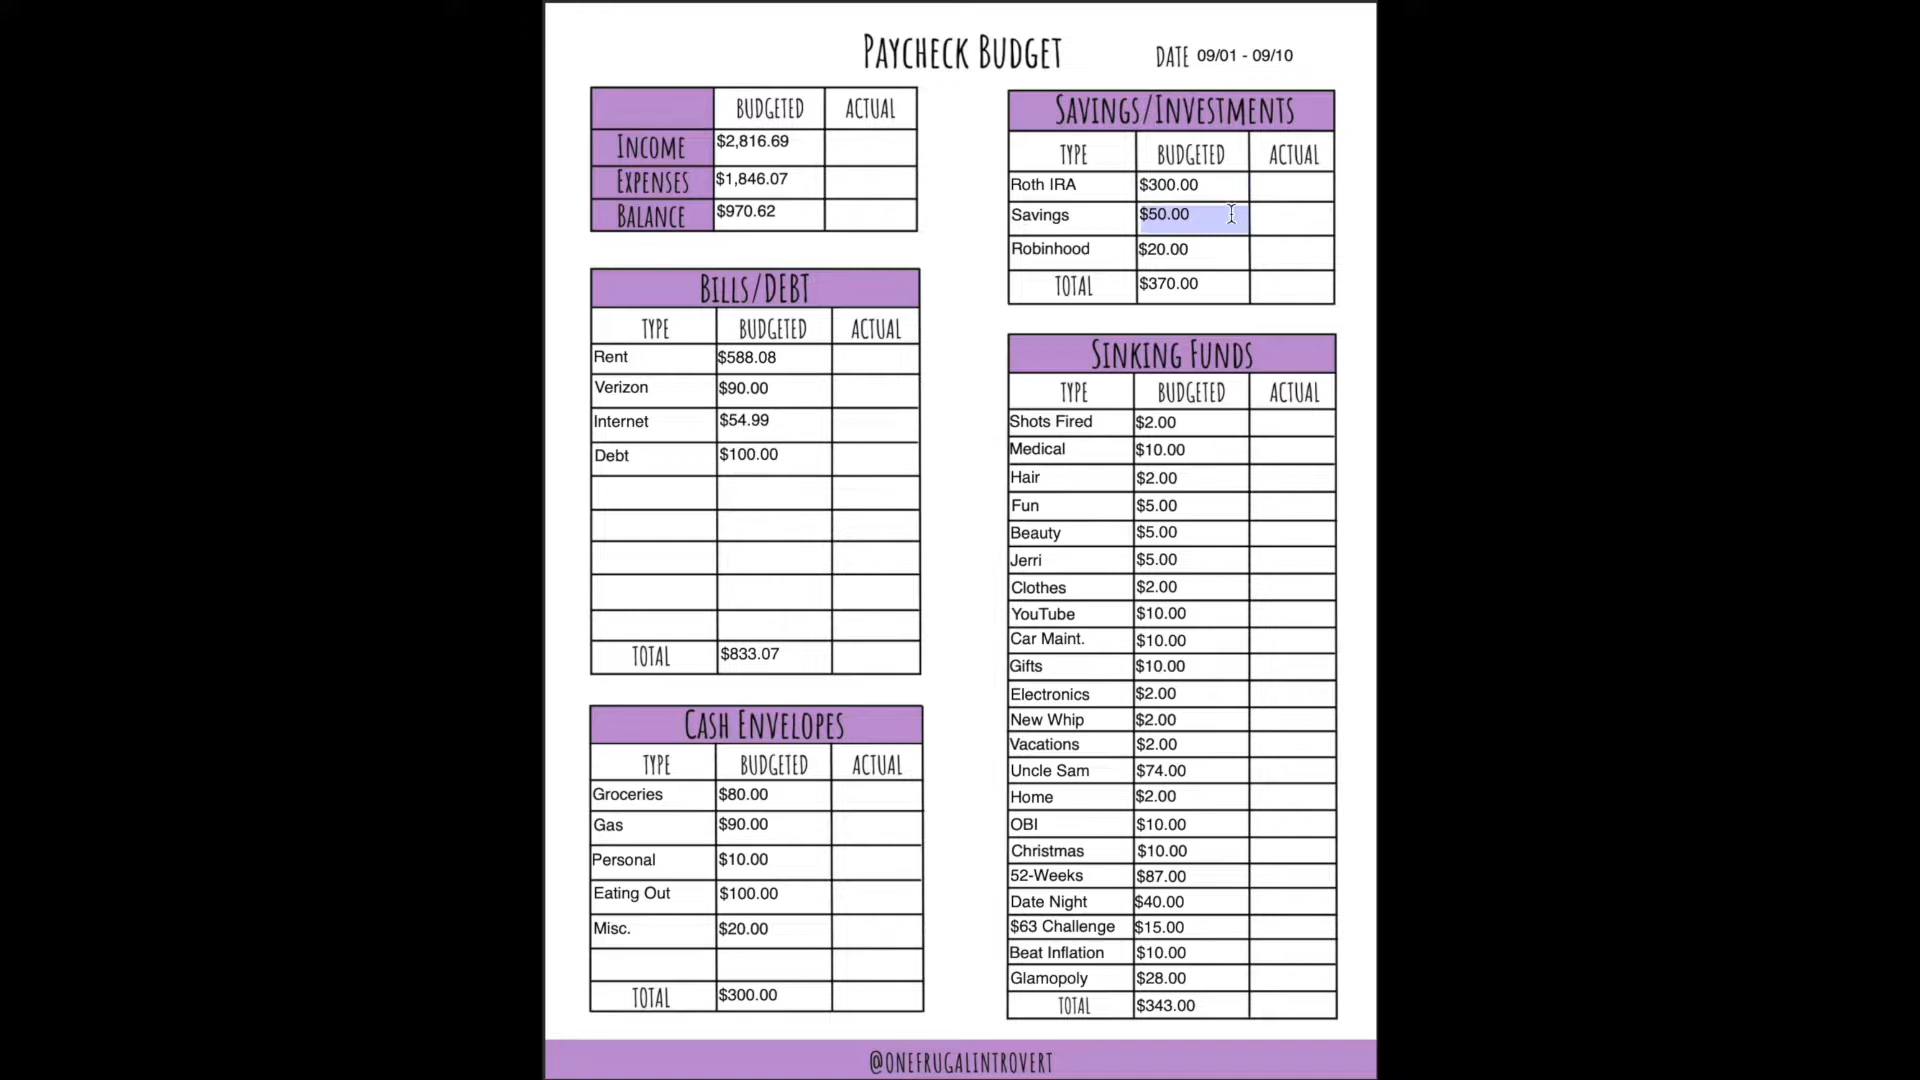 PAYCHECK BUDGET
DATE 09/01 - 09/10
BUDGETED ACTUAL
INCOME $2,816.69
EXPENSES $1,846.07
BALANCE $970.62
BILLS/DEBT
TYPE BUDGETED ACTUAL
Rent $588.08
Verizon $90.00
Internet $54.99
Debt $100.00
TOTAL $833.07
CASH ENVELOPES
TYPE BUDGETED ACTUAL
Groceries $80.00
Gas $90.00
Personal $10.00
Eating Out $100.00
Misc. $20.00
TOTAL $300.00
SAVINGS/INVESTMENTS
TYPE BUDGETED ACTUAL
Roth IRA $300.00
Savings $50.00
Robinhood $20.00
TOTAL $370.00
SINKING FUNDS
TYPE BUDGETED ACTUAL
Shots Fired $2.00
Medical $10.00
Hair $2.00
Fun $5.00
Beauty $5.00
Jerri $5.00
Clothes $2.00
YouTube $10.00
Car Maint. $10.00
Gifts $10.00
Electronics $2.00
New Whip $2.00
Vacations $2.00
Uncle Sam $74.00
Home $2.00
OBI $10.00
Christmas $10.00
52-Weeks $87.00
Date Night $40.00
$63 Challenge $15.00
Beat Inflation $10.00
Glamopoly $28.00
TOTAL $343.00
@ONEFRUGALINTROVERT